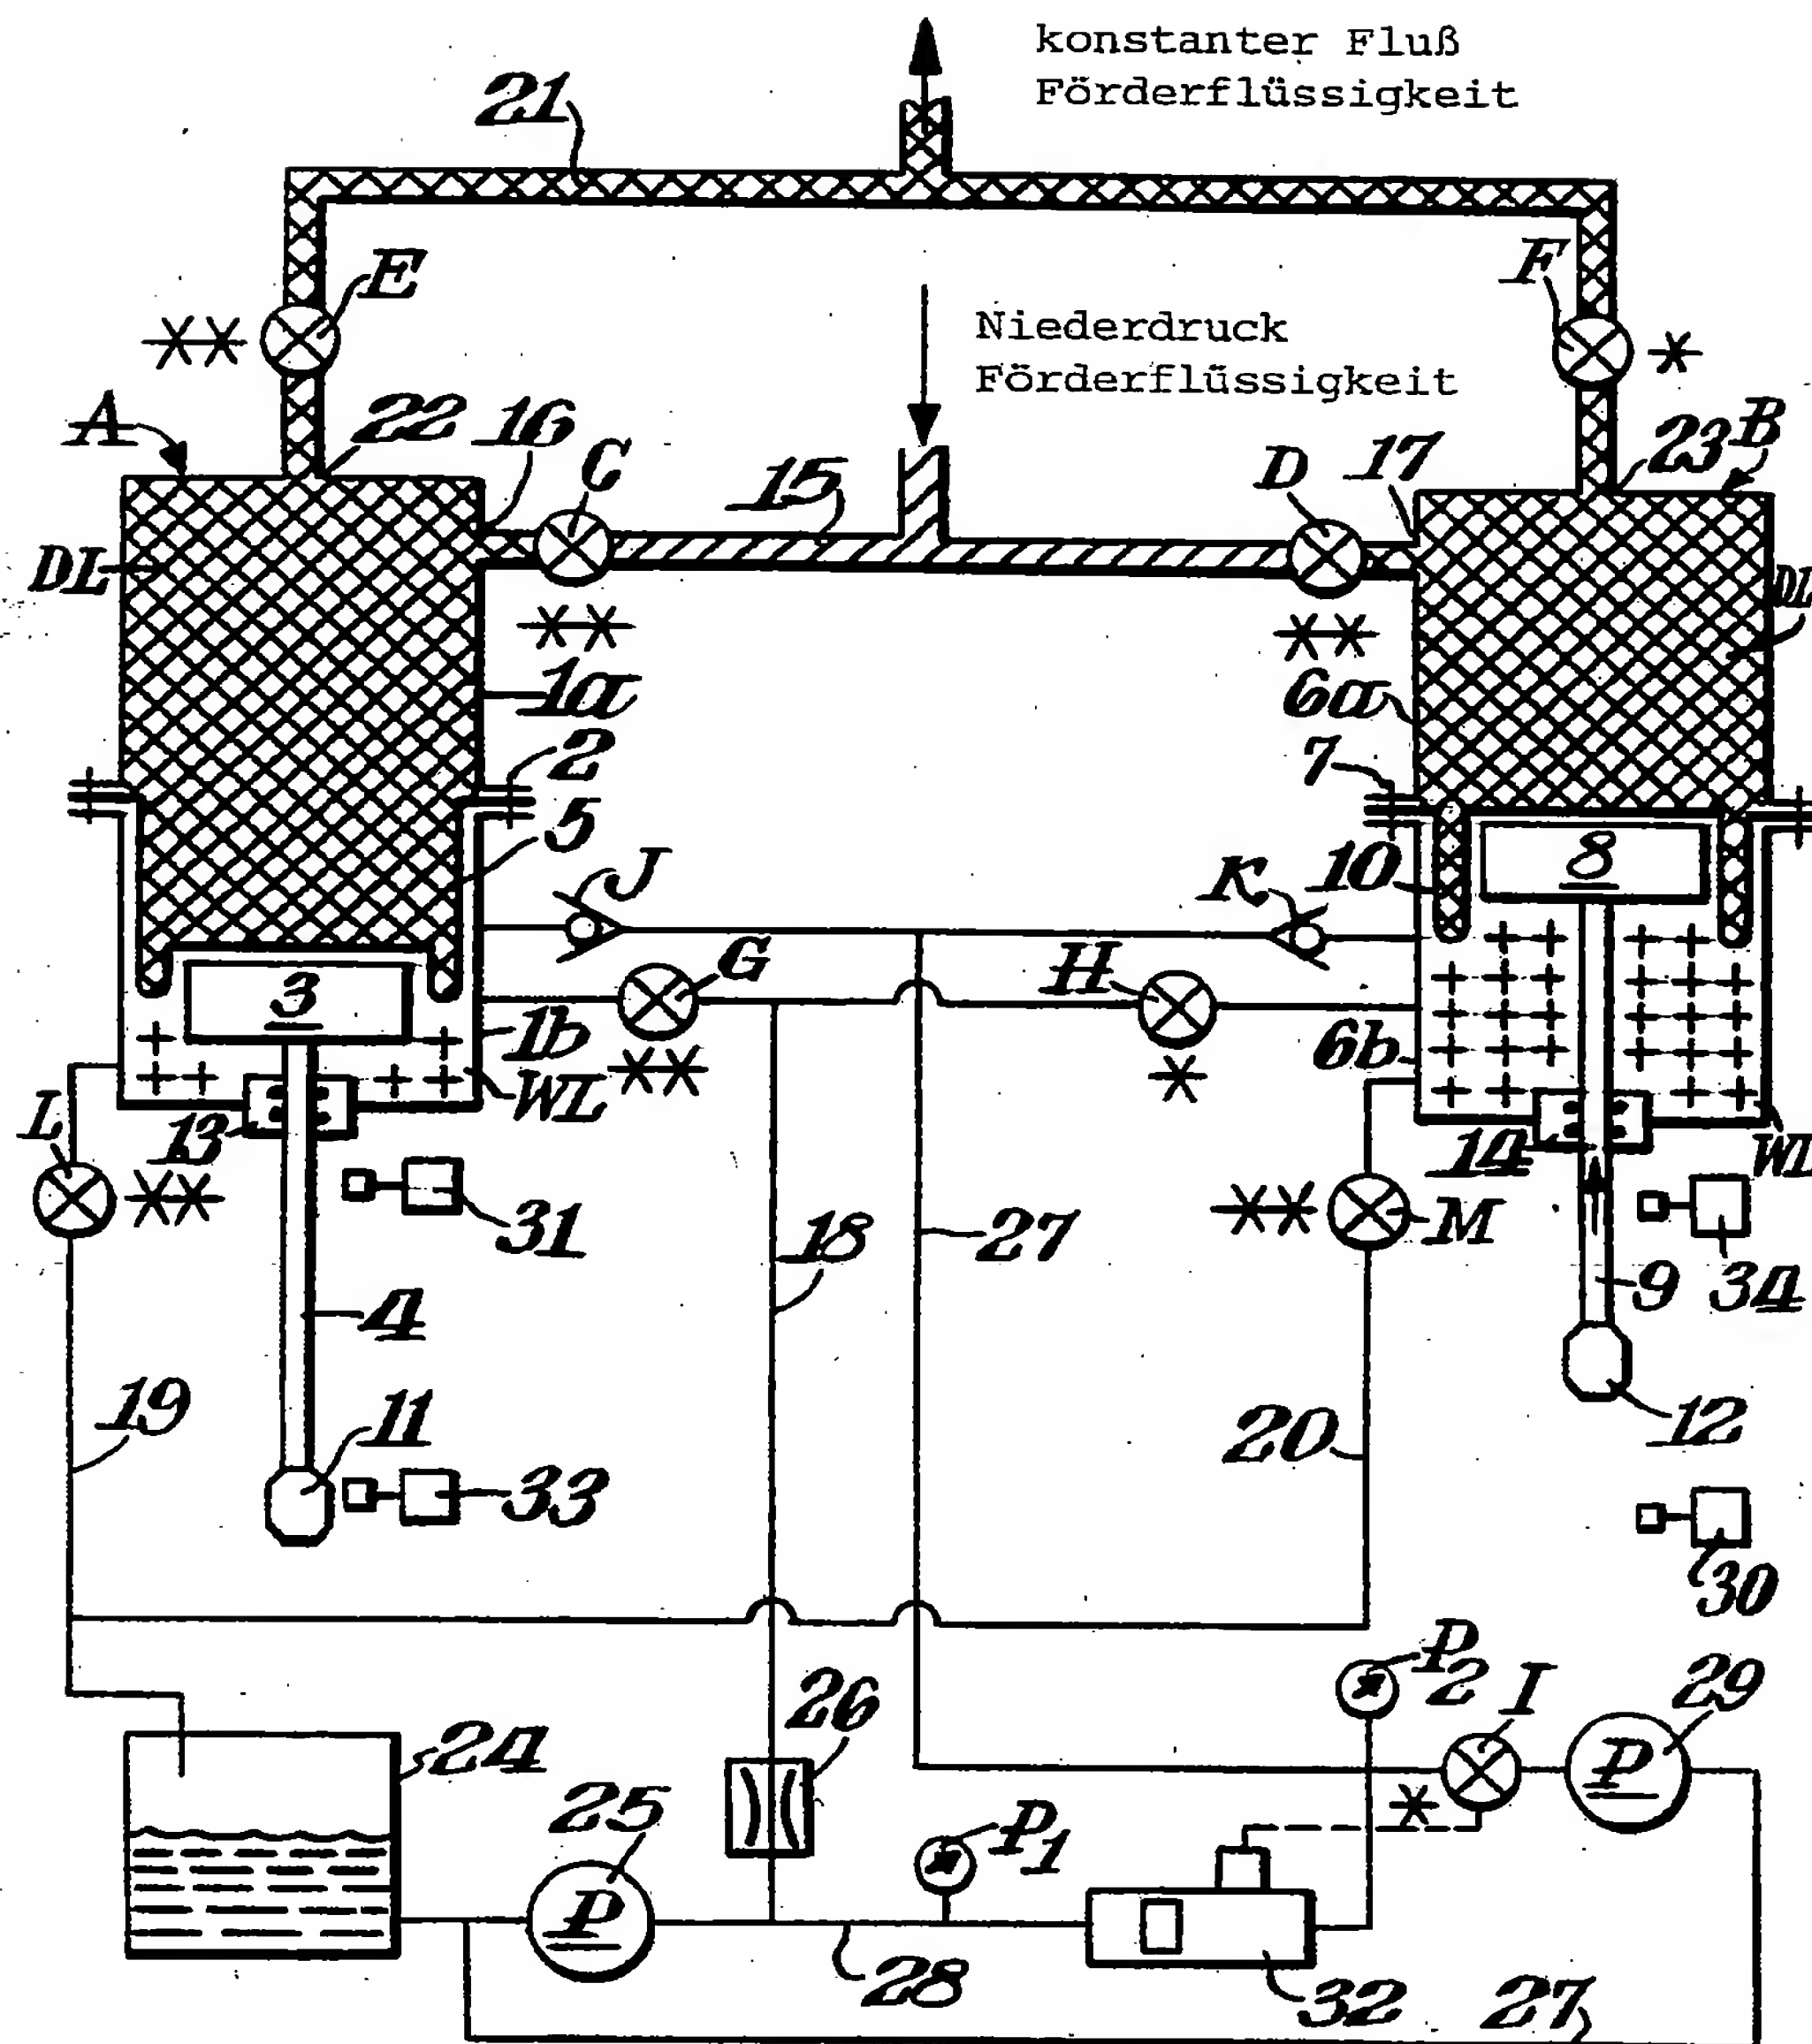 konstanter Fluß
Förderflüssigkeit
21
E
F
Niederdruck
Förderflüssigkeit
A
22
16
C
15
D
17
23
B
DL
DL
1a
6a
2
7
5
10
8
J
K
3
G
H
1b
6b
WL
WL
L
13
14
31
M
34
18
27
4
9
19
11
20
12
33
30
P2
26
I
29
24
25
P1
P
P
28
32
27